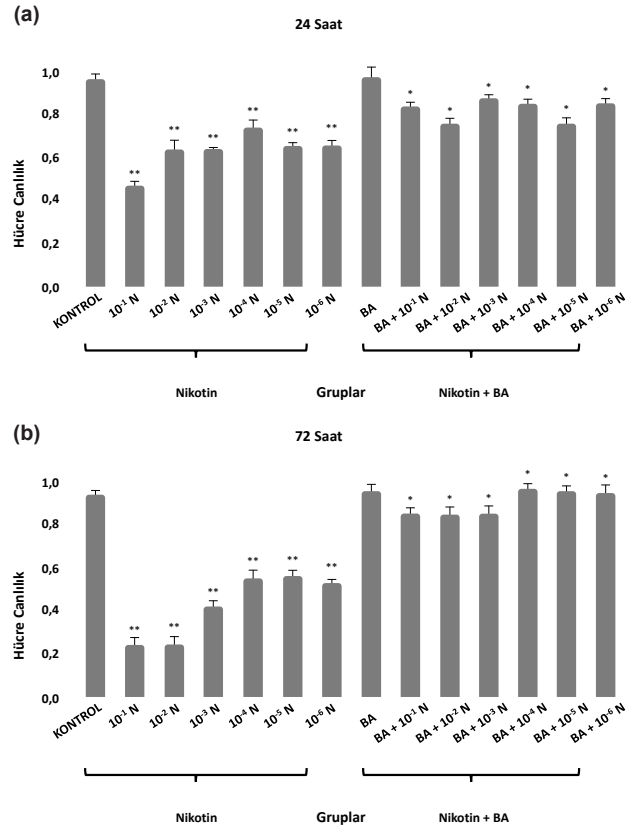 (a)
24 Saat
Hücre Canlılık
1,0
0,8
0,6
0,4
0,2
0,0
** ** ** ** ** ** * * * * * *
KONTROL 10⁻¹ N 10⁻² N 10⁻³ N 10⁻⁴ N 10⁻⁵ N 10⁻⁶ N BA BA + 10⁻¹ N BA + 10⁻² N BA + 10⁻³ N BA + 10⁻⁴ N BA + 10⁻⁵ N BA + 10⁻⁶ N
Nikotin Gruplar Nikotin + BA
(b)
72 Saat
Hücre Canlılık
1,0
0,8
0,6
0,4
0,2
0,0
** ** ** ** ** ** * * * * * *
KONTROL 10⁻¹ N 10⁻² N 10⁻³ N 10⁻⁴ N 10⁻⁵ N 10⁻⁶ N BA BA + 10⁻¹ N BA + 10⁻² N BA + 10⁻³ N BA + 10⁻⁴ N BA + 10⁻⁵ N BA + 10⁻⁶ N
Nikotin Gruplar Nikotin + BA